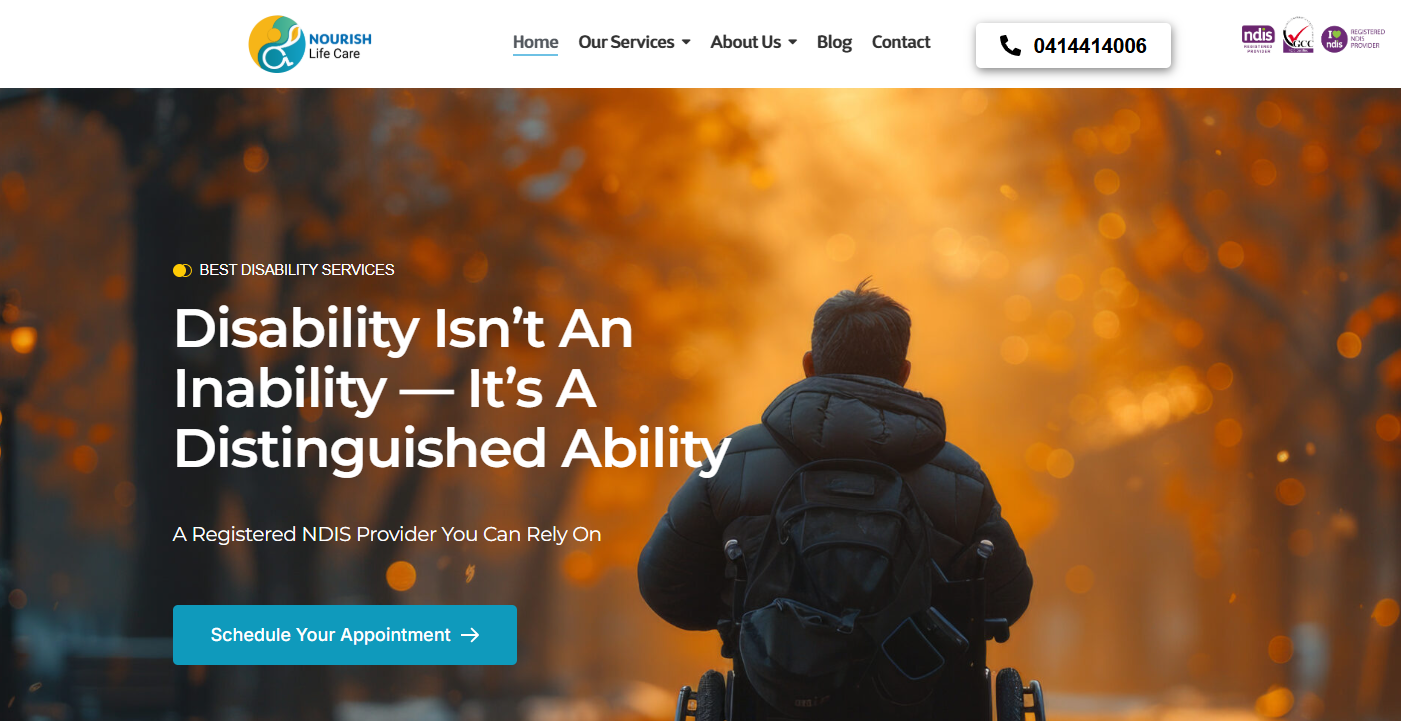 NOURISH
Life Care
Home
Our Services
About Us
Blog
Contact
0414414006
ndis
REGISTERED
PROVIDER
GCC
I
ndis
REGISTERED
NDIS
PROVIDER
BEST DISABILITY SERVICES
Disability Isn’t An
Inability — It’s A
Distinguished Ability
A Registered NDIS Provider You Can Rely On
Schedule Your Appointment